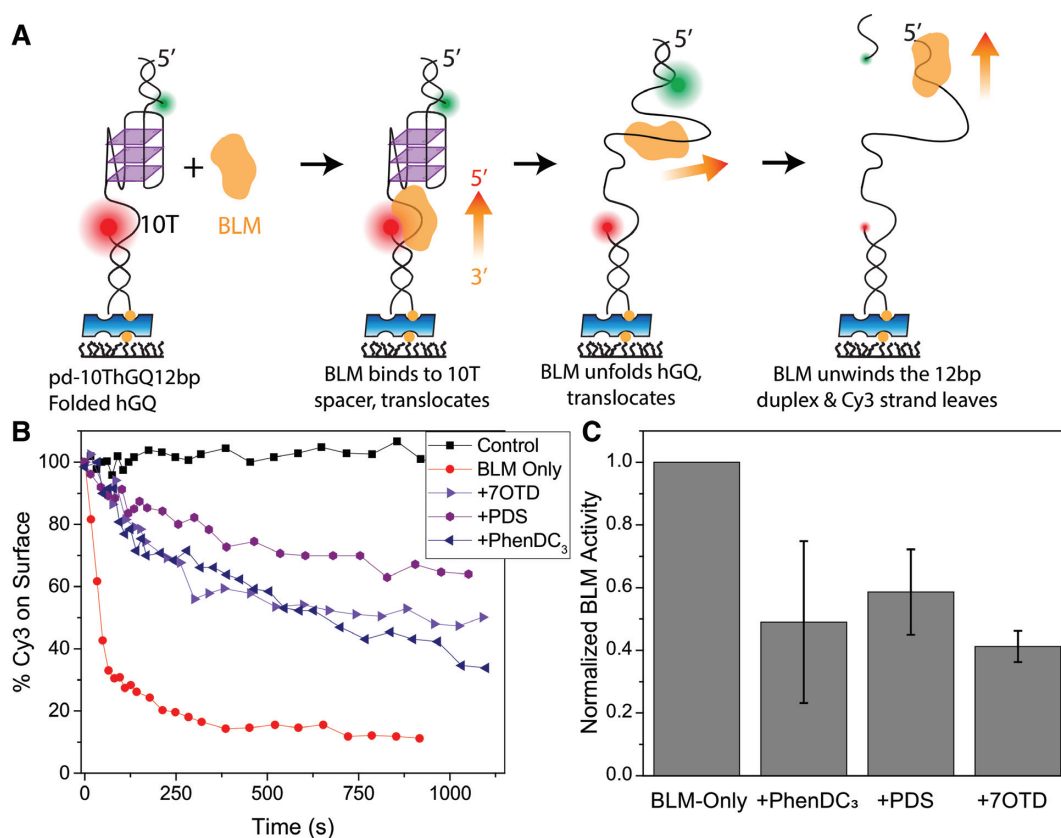 A
5′
5′
5′
5′
+
10T
BLM
5′
3′
pd-10ThGQ12bp
Folded hGQ
BLM binds to 10T
spacer, translocates
BLM unfolds hGQ,
translocates
BLM unwinds the 12bp
duplex & Cy3 strand leaves
B
% Cy3 on Surface
100
80
60
40
20
0
0
250
500
750
1000
Time (s)
Control
BLM Only
+7OTD
+PDS
+PhenDC₃
C
Normalized BLM Activity
1.0
0.8
0.6
0.4
0.2
0.0
BLM-Only
+PhenDC₃
+PDS
+7OTD